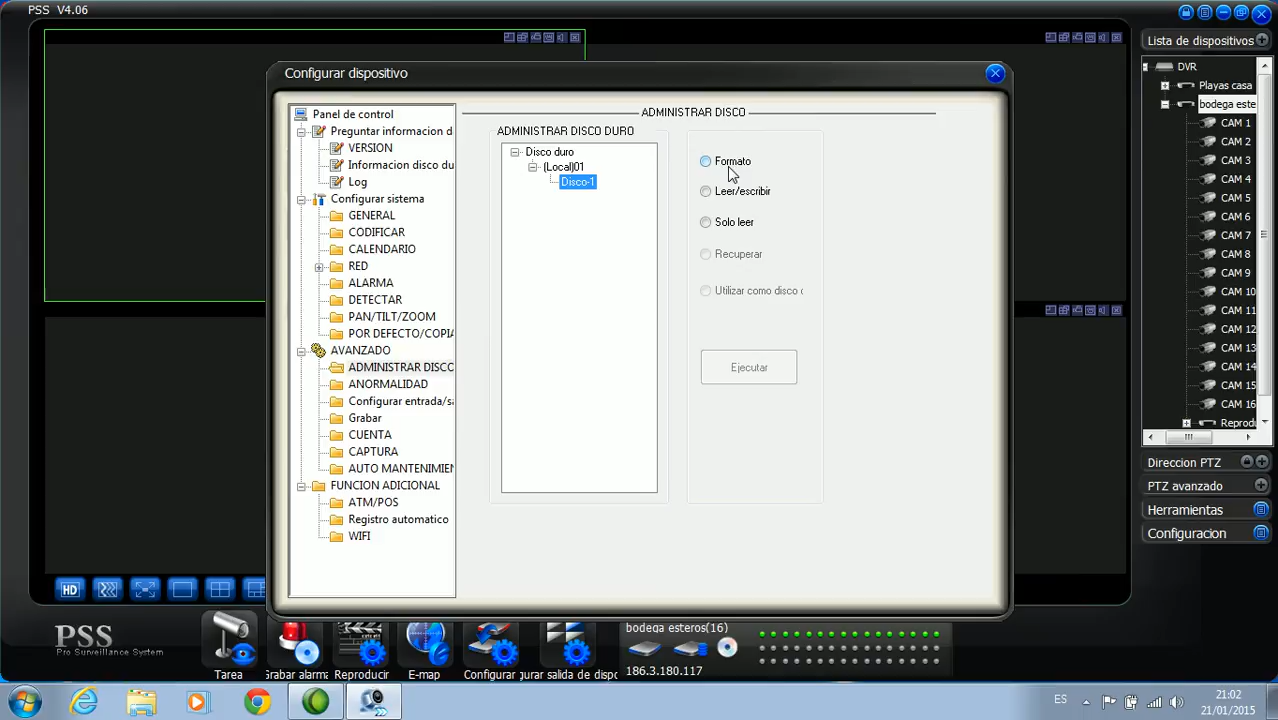 PSS V4.06
Lista de dispositivos
Configurar dispositivo
DVR
Playas casa
bodega este
CAM 1
CAM 2
CAM 3
CAM 4
CAM 5
CAM 6
CAM 7
CAM 8
CAM 9
CAM 10
CAM 11
CAM 12
CAM 13
CAM 14
CAM 15
CAM 16
Reprod
Panel de control
Preguntar informacion d
VERSION
Informacion disco du
Log
Configurar sistema
GENERAL
CODIFICAR
CALENDARIO
RED
ALARMA
DETECTAR
PAN/TILT/ZOOM
POR DEFECTO/COPIA
AVANZADO
ADMINISTRAR DISCO
ANORMALIDAD
Configurar entrada/sa
Grabar
CUENTA
CAPTURA
AUTO MANTENIMIEN
FUNCION ADICIONAL
ATM/POS
Registro automatico
WIFI
ADMINISTRAR DISCO
ADMINISTRAR DISCO DURO
Disco duro
(Local)01
Disco-1
Formato
Leer/escribir
Solo leer
Recuperar
Utilizar como disco
Ejecutar
Direccion PTZ
PTZ avanzado
Herramientas
Configuracion
HD
PSS
Pro Surveillance System
Tarea
Grabar alarma
Reproducir
E-map
Configurar
gurar salida de dispo
bodega esteros(16)
186.3.180.117
ES
21:02
21/01/2015